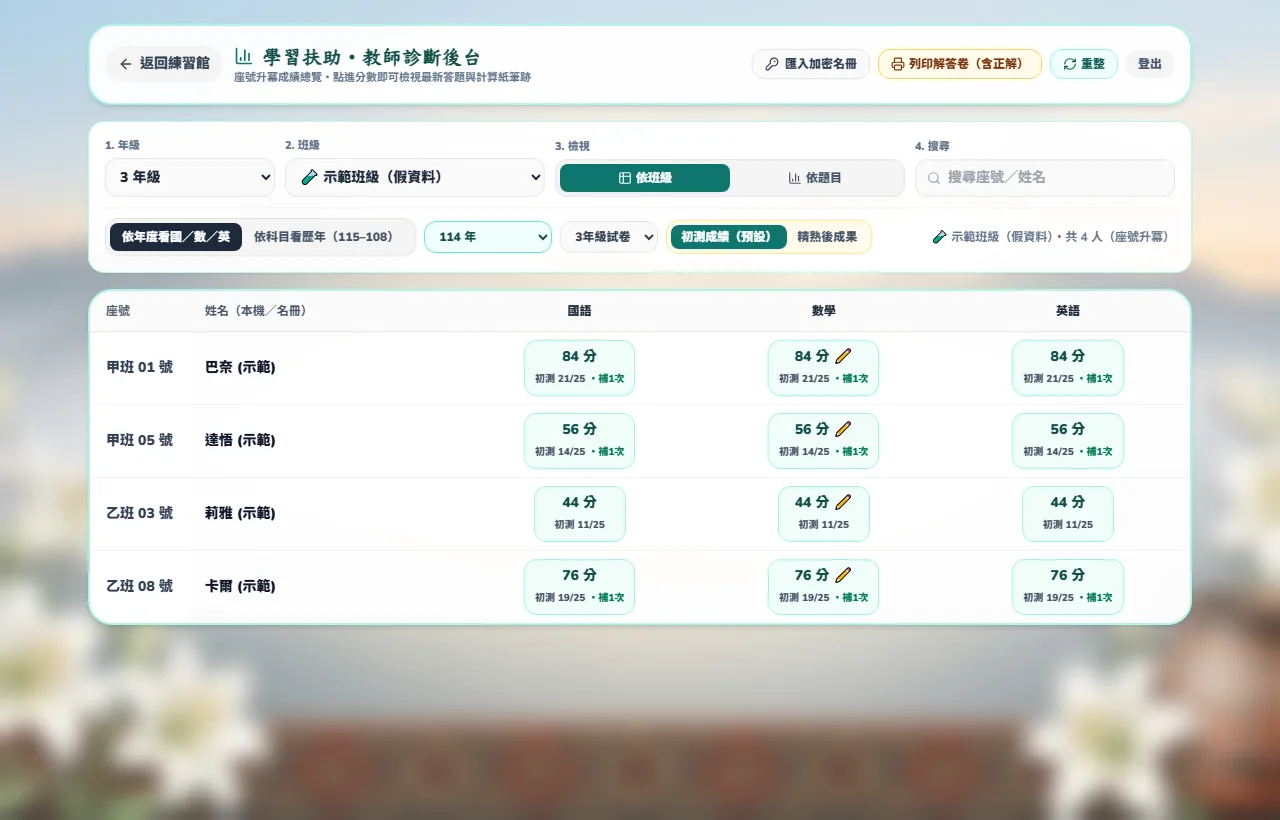 返回練習館
學習扶助・教師診斷後台
座號升冪成績總覽・點進分數即可檢視最新答題與計算紙筆跡
匯入加密名冊
列印解答卷（含正解）
重整
登出
1. 年級
2. 班級
3. 檢視
4. 搜尋
3 年級
示範班級（假資料）
依班級
依題目
搜尋座號／姓名
依年度看國／數／英
依科目看歷年（115–108）
114 年
3年級試卷
初測成績（預設）
精熟後成果
示範班級（假資料）・共 4 人（座號升冪）
座號 姓名（本機／名冊） 國語 數學 英語
甲班 01 號 巴奈 (示範) 84 分 84 分 84 分
初測 21/25 ・補1次 初測 21/25 ・補1次 初測 21/25 ・補1次
甲班 05 號 達悟 (示範) 56 分 56 分 56 分
初測 14/25 ・補1次 初測 14/25 ・補1次 初測 14/25 ・補1次
乙班 03 號 莉雅 (示範) 44 分 44 分 44 分
初測 11/25 初測 11/25 初測 11/25
乙班 08 號 卡爾 (示範) 76 分 76 分 76 分
初測 19/25 ・補1次 初測 19/25 ・補1次 初測 19/25 ・補1次